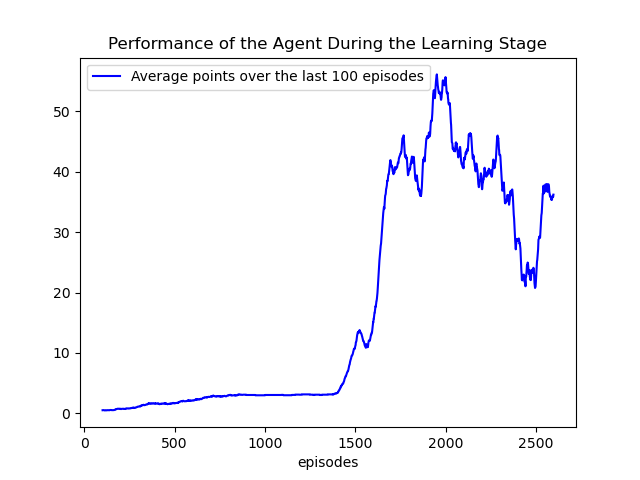 Performance of the Agent During the Learning Stage
Average points over the last 100 episodes
50
40
30
20
10
0
0 500 1000 1500 2000 2500
episodes